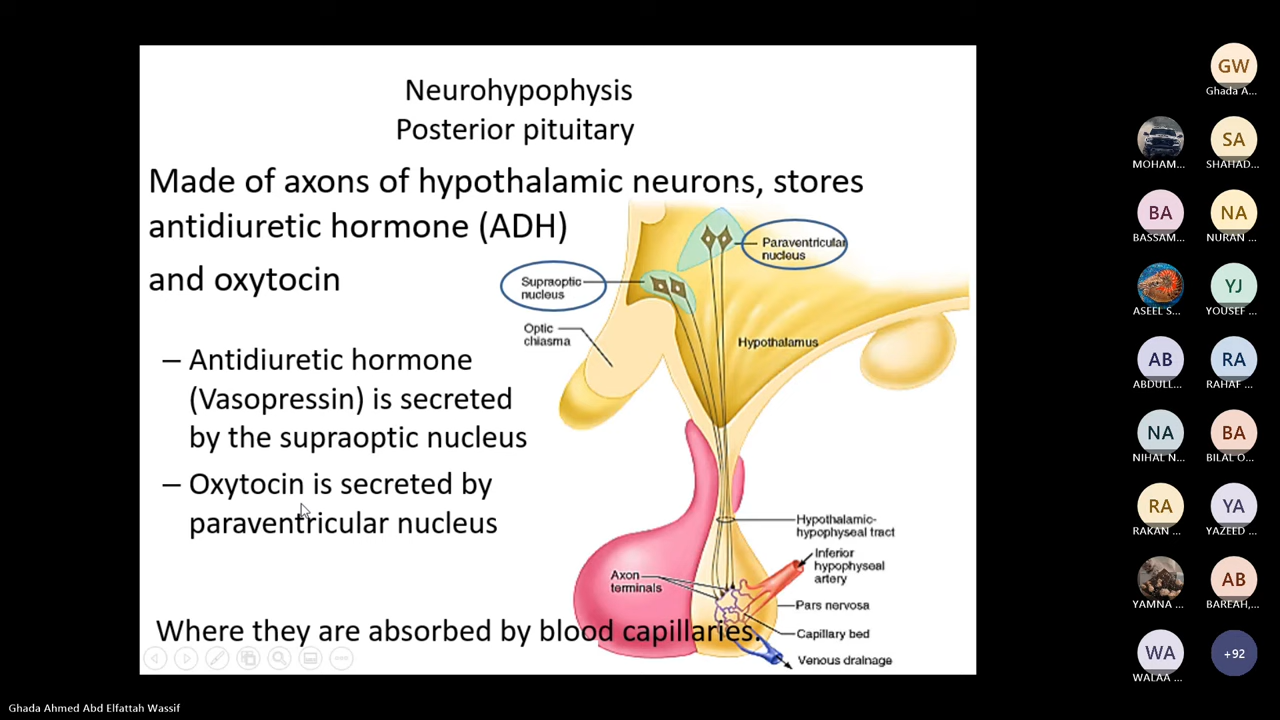 Neurohypophysis
Posterior pituitary
Made of axons of hypothalamic neurons, stores
antidiuretic hormone (ADH)
and oxytocin
– Antidiuretic hormone
(Vasopressin) is secreted
by the supraoptic nucleus
– Oxytocin is secreted by
paraventricular nucleus
Where they are absorbed by blood capillaries.
Paraventricular
nucleus
Supraoptic
nucleus
Optic
chiasma
Hypothalamus
Hypothalamic-
hypophyseal tract
Inferior
hypophyseal
artery
Axon
terminals
Pars nervosa
Capillary bed
Venous drainage
GW
Ghada A...
MOHAM...
SA
SHAHAD...
BA
BASSAM...
NA
NURAN ...
ASEEL S...
YJ
YOUSEF ...
AB
ABDULL...
RA
RAHAF ...
NA
NIHAL N...
BA
BILAL O...
RA
RAKAN ...
YA
YAZEED ...
YAMNA ...
AB
BAREAH,...
WA
WALAA ...
+92
Ghada Ahmed Abd Elfattah Wassif